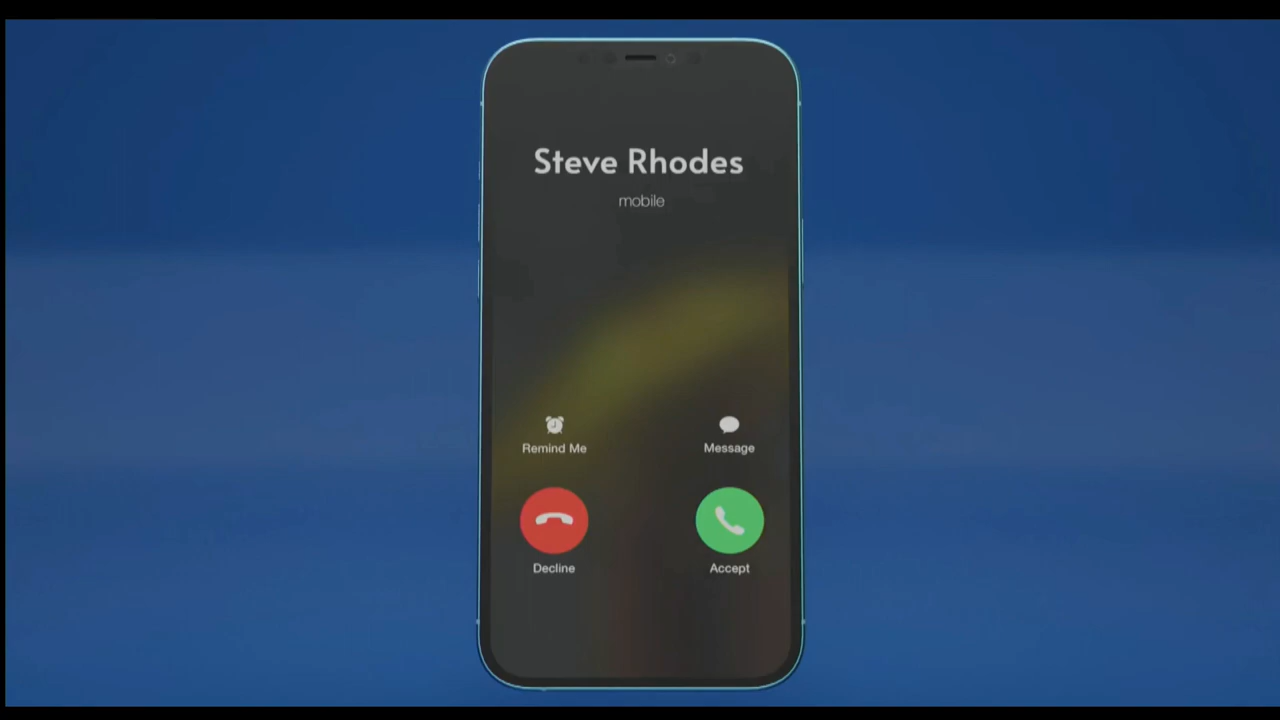 Steve Rhodes
mobile
Remind Me
Message
Decline
Accept